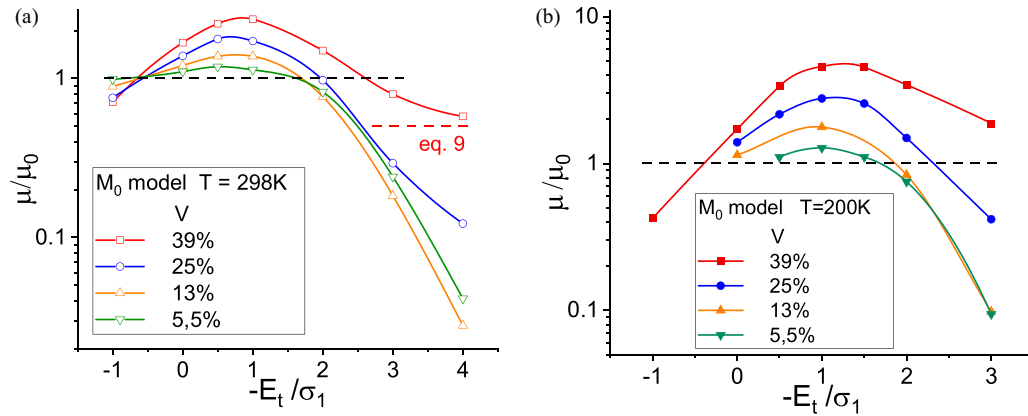 (a)
μ/μ₀
1
0.1
eq. 9
M₀ model T = 298K
V
39%
25%
13%
5,5%
-1 0 1 2 3 4
-Eₜ/σ₁
(b)
μ/μ₀
10
1
0.1
M₀ model T=200K
V
39%
25%
13%
5,5%
-1 0 1 2 3
-Eₜ/σ₁